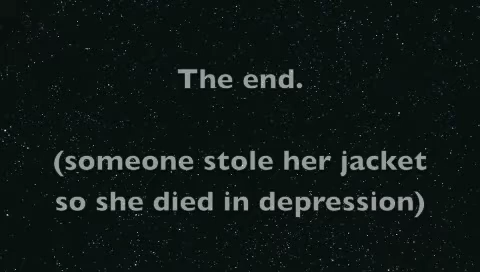 The end.
(someone stole her jacket
so she died in depression)